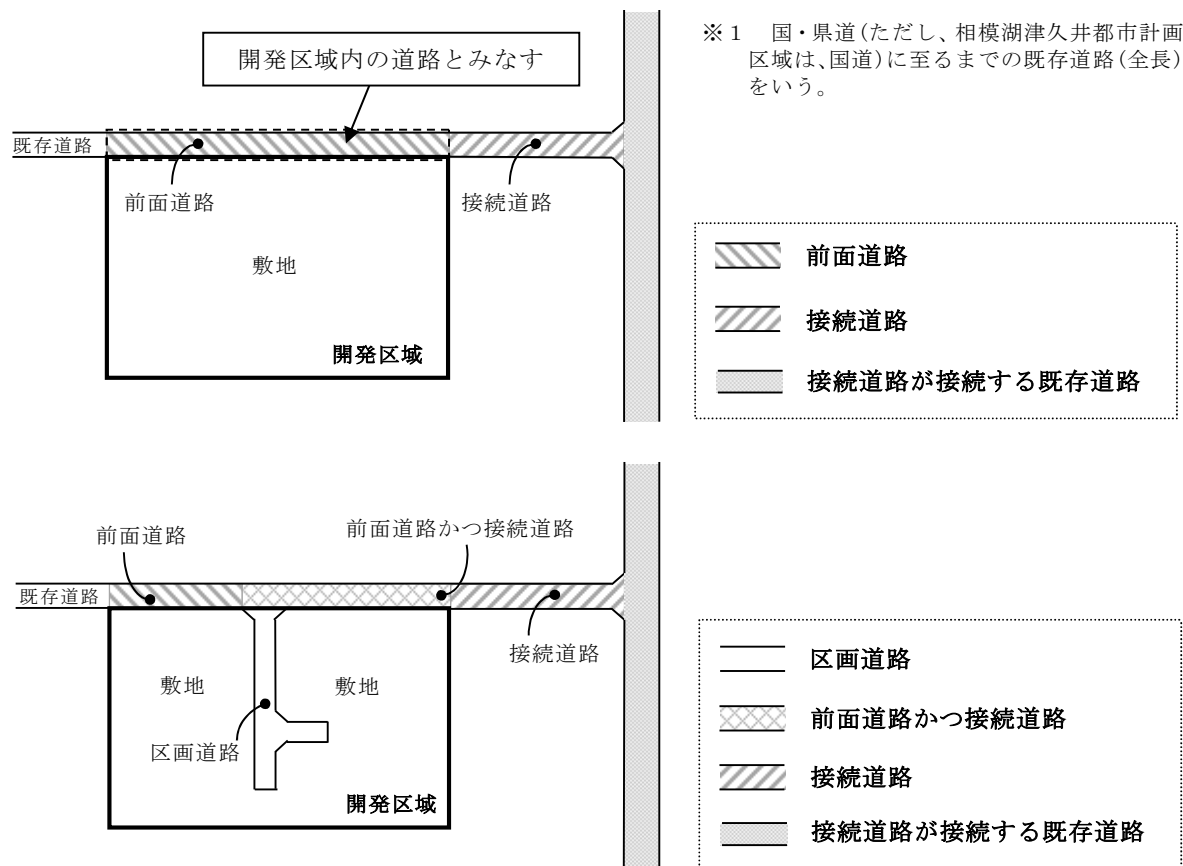 開発区域内の道路とみなす
既存道路
前面道路
接続道路
敷地
開発区域
※1 国・県道(ただし、相模湖津久井都市計画
区域は、国道)に至るまでの既存道路(全長)
をいう。
前面道路
接続道路
接続道路が接続する既存道路
前面道路
前面道路かつ接続道路
既存道路
接続道路
敷地
敷地
区画道路
開発区域
区画道路
前面道路かつ接続道路
接続道路
接続道路が接続する既存道路